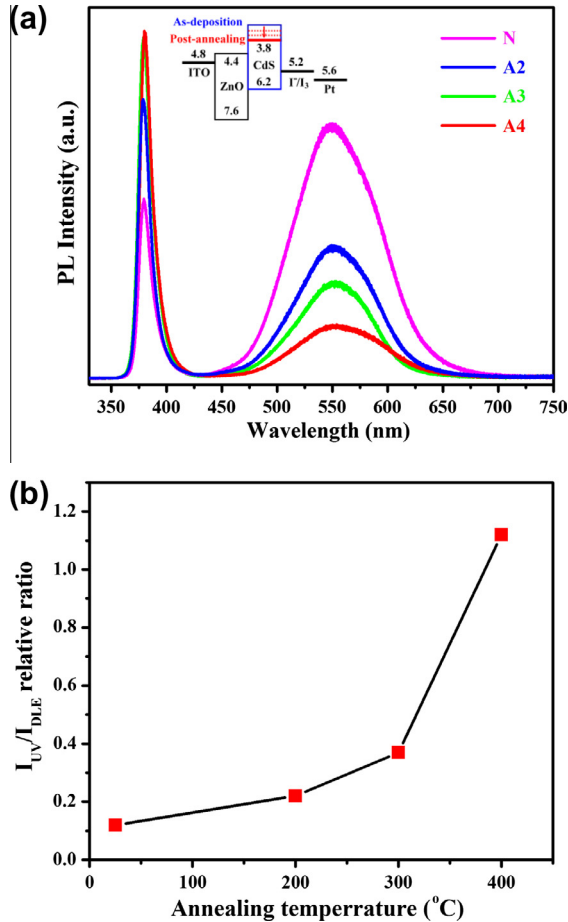 (a)
As-deposition
Post-annealing
4.8
ITO
4.4
ZnO
7.6
3.8
CdS
6.2
5.2
I⁻/I₃
5.6
Pt
N
A2
A3
A4
PL Intensity (a.u.)
350 400 450 500 550 600 650 700 750
Wavelength (nm)
(b)
1.2
1.0
0.8
0.6
0.4
0.2
0.0
I_UV/I_DLE relative ratio
0 100 200 300 400
Annealing temperrature (°C)